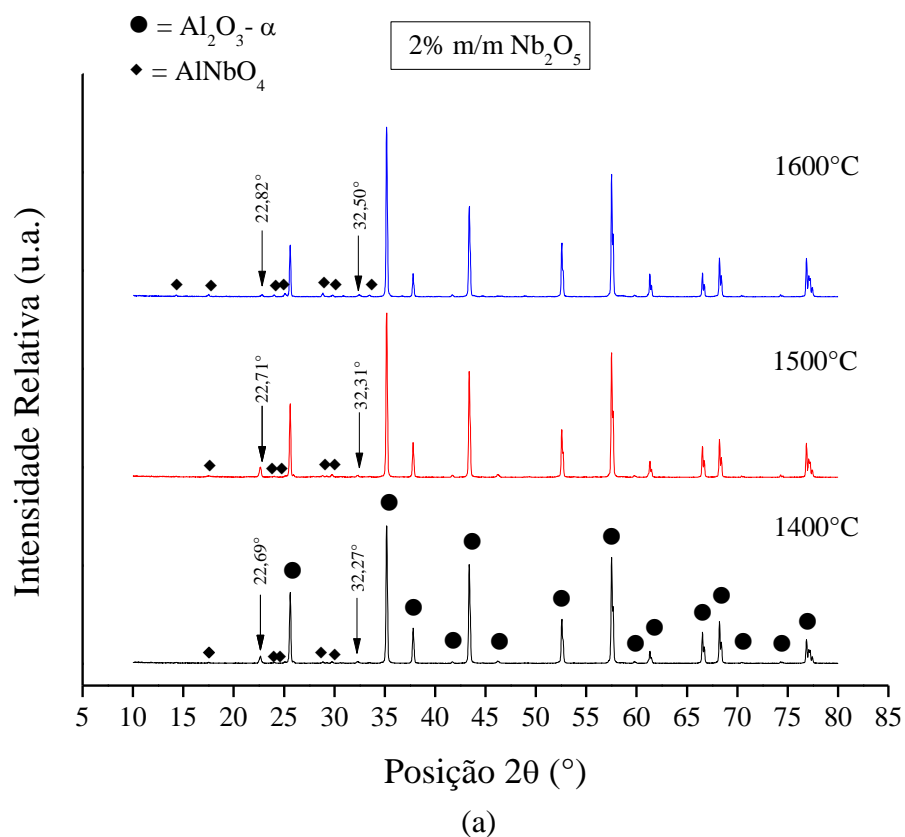 ● = Al₂O₃- α
◆ = AlNbO₄
2% m/m Nb₂O₅
1600°C
22,82°
32,50°
1500°C
22,71°
32,31°
1400°C
22,69°
32,27°
Intensidade Relativa (u.a.)
5 10 15 20 25 30 35 40 45 50 55 60 65 70 75 80 85
Posição 2θ (°)
(a)